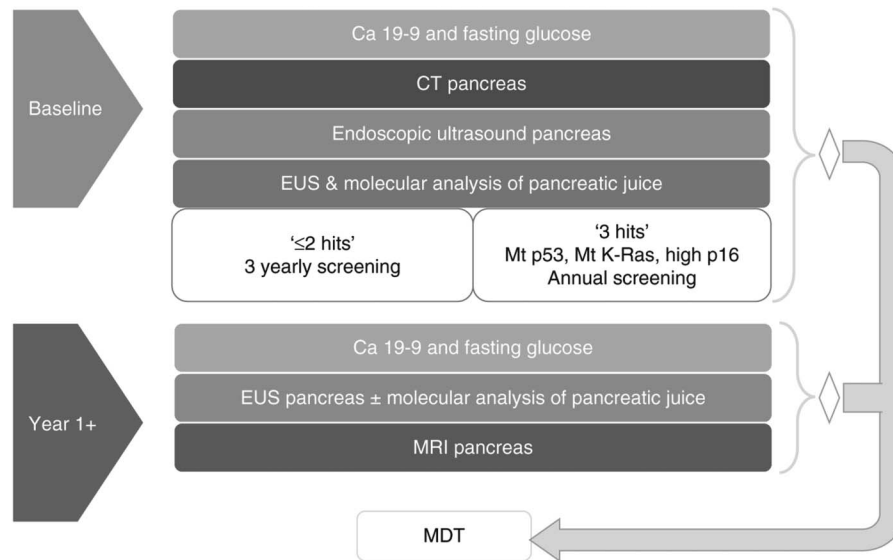 Baseline
Ca 19-9 and fasting glucose
CT pancreas
Endoscopic ultrasound pancreas
EUS & molecular analysis of pancreatic juice
‘≤2 hits’
3 yearly screening
‘3 hits’
Mt p53, Mt K-Ras, high p16
Annual screening
Year 1+
Ca 19-9 and fasting glucose
EUS pancreas ± molecular analysis of pancreatic juice
MRI pancreas
MDT